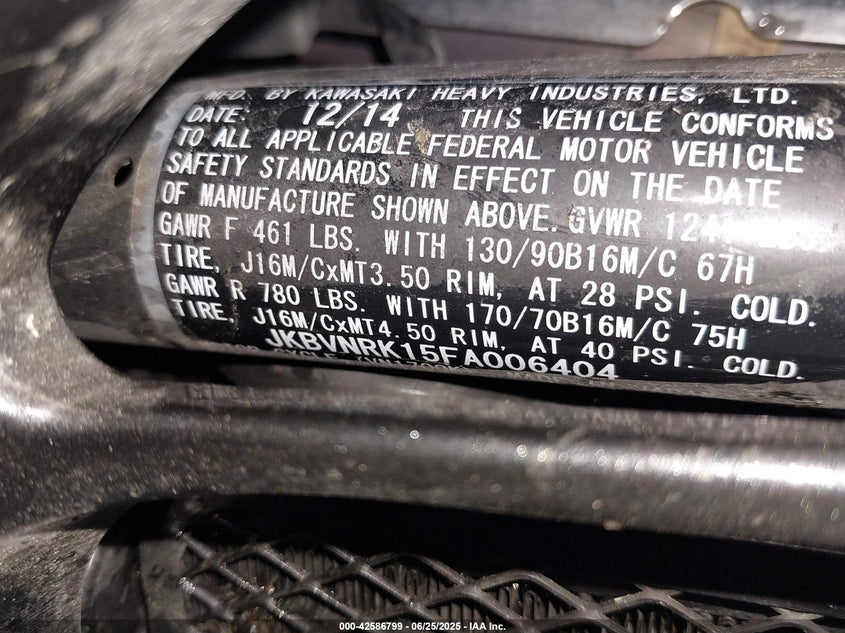 MFD. BY KAWASAKI HEAVY INDUSTRIES, LTD.
DATE: 12/14 THIS VEHICLE CONFORMS
TO ALL APPLICABLE FEDERAL MOTOR VEHICLE
SAFETY STANDARDS IN EFFECT ON THE DATE
OF MANUFACTURE SHOWN ABOVE. GVWR
GAWR F 461 LBS. WITH 130/90B16M/C 67H
TIRE, J16M/CxMT3.50 RIM, AT 28 PSI. COLD.
GAWR R 780 LBS. WITH 170/70B16M/C 75H
TIRE, J16M/CxMT4.50 RIM, AT 40 PSI. COLD.
JKBVNRK15FA006404
000-42586799 - 06/25/2025 - IAA Inc.